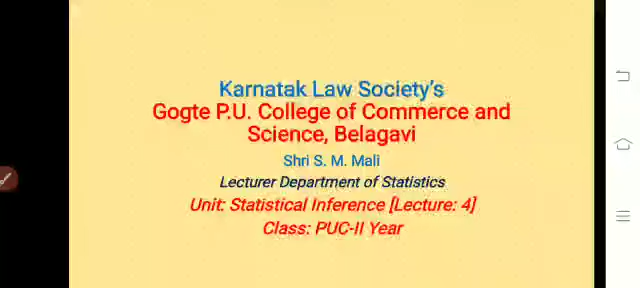 Karnatak Law Society's
Gogte P.U. College of Commerce and
Science, Belagavi
Shri S. M. Mali
Lecturer Department of Statistics
Unit: Statistical Inference [Lecture: 4]
Class: PUC-II Year